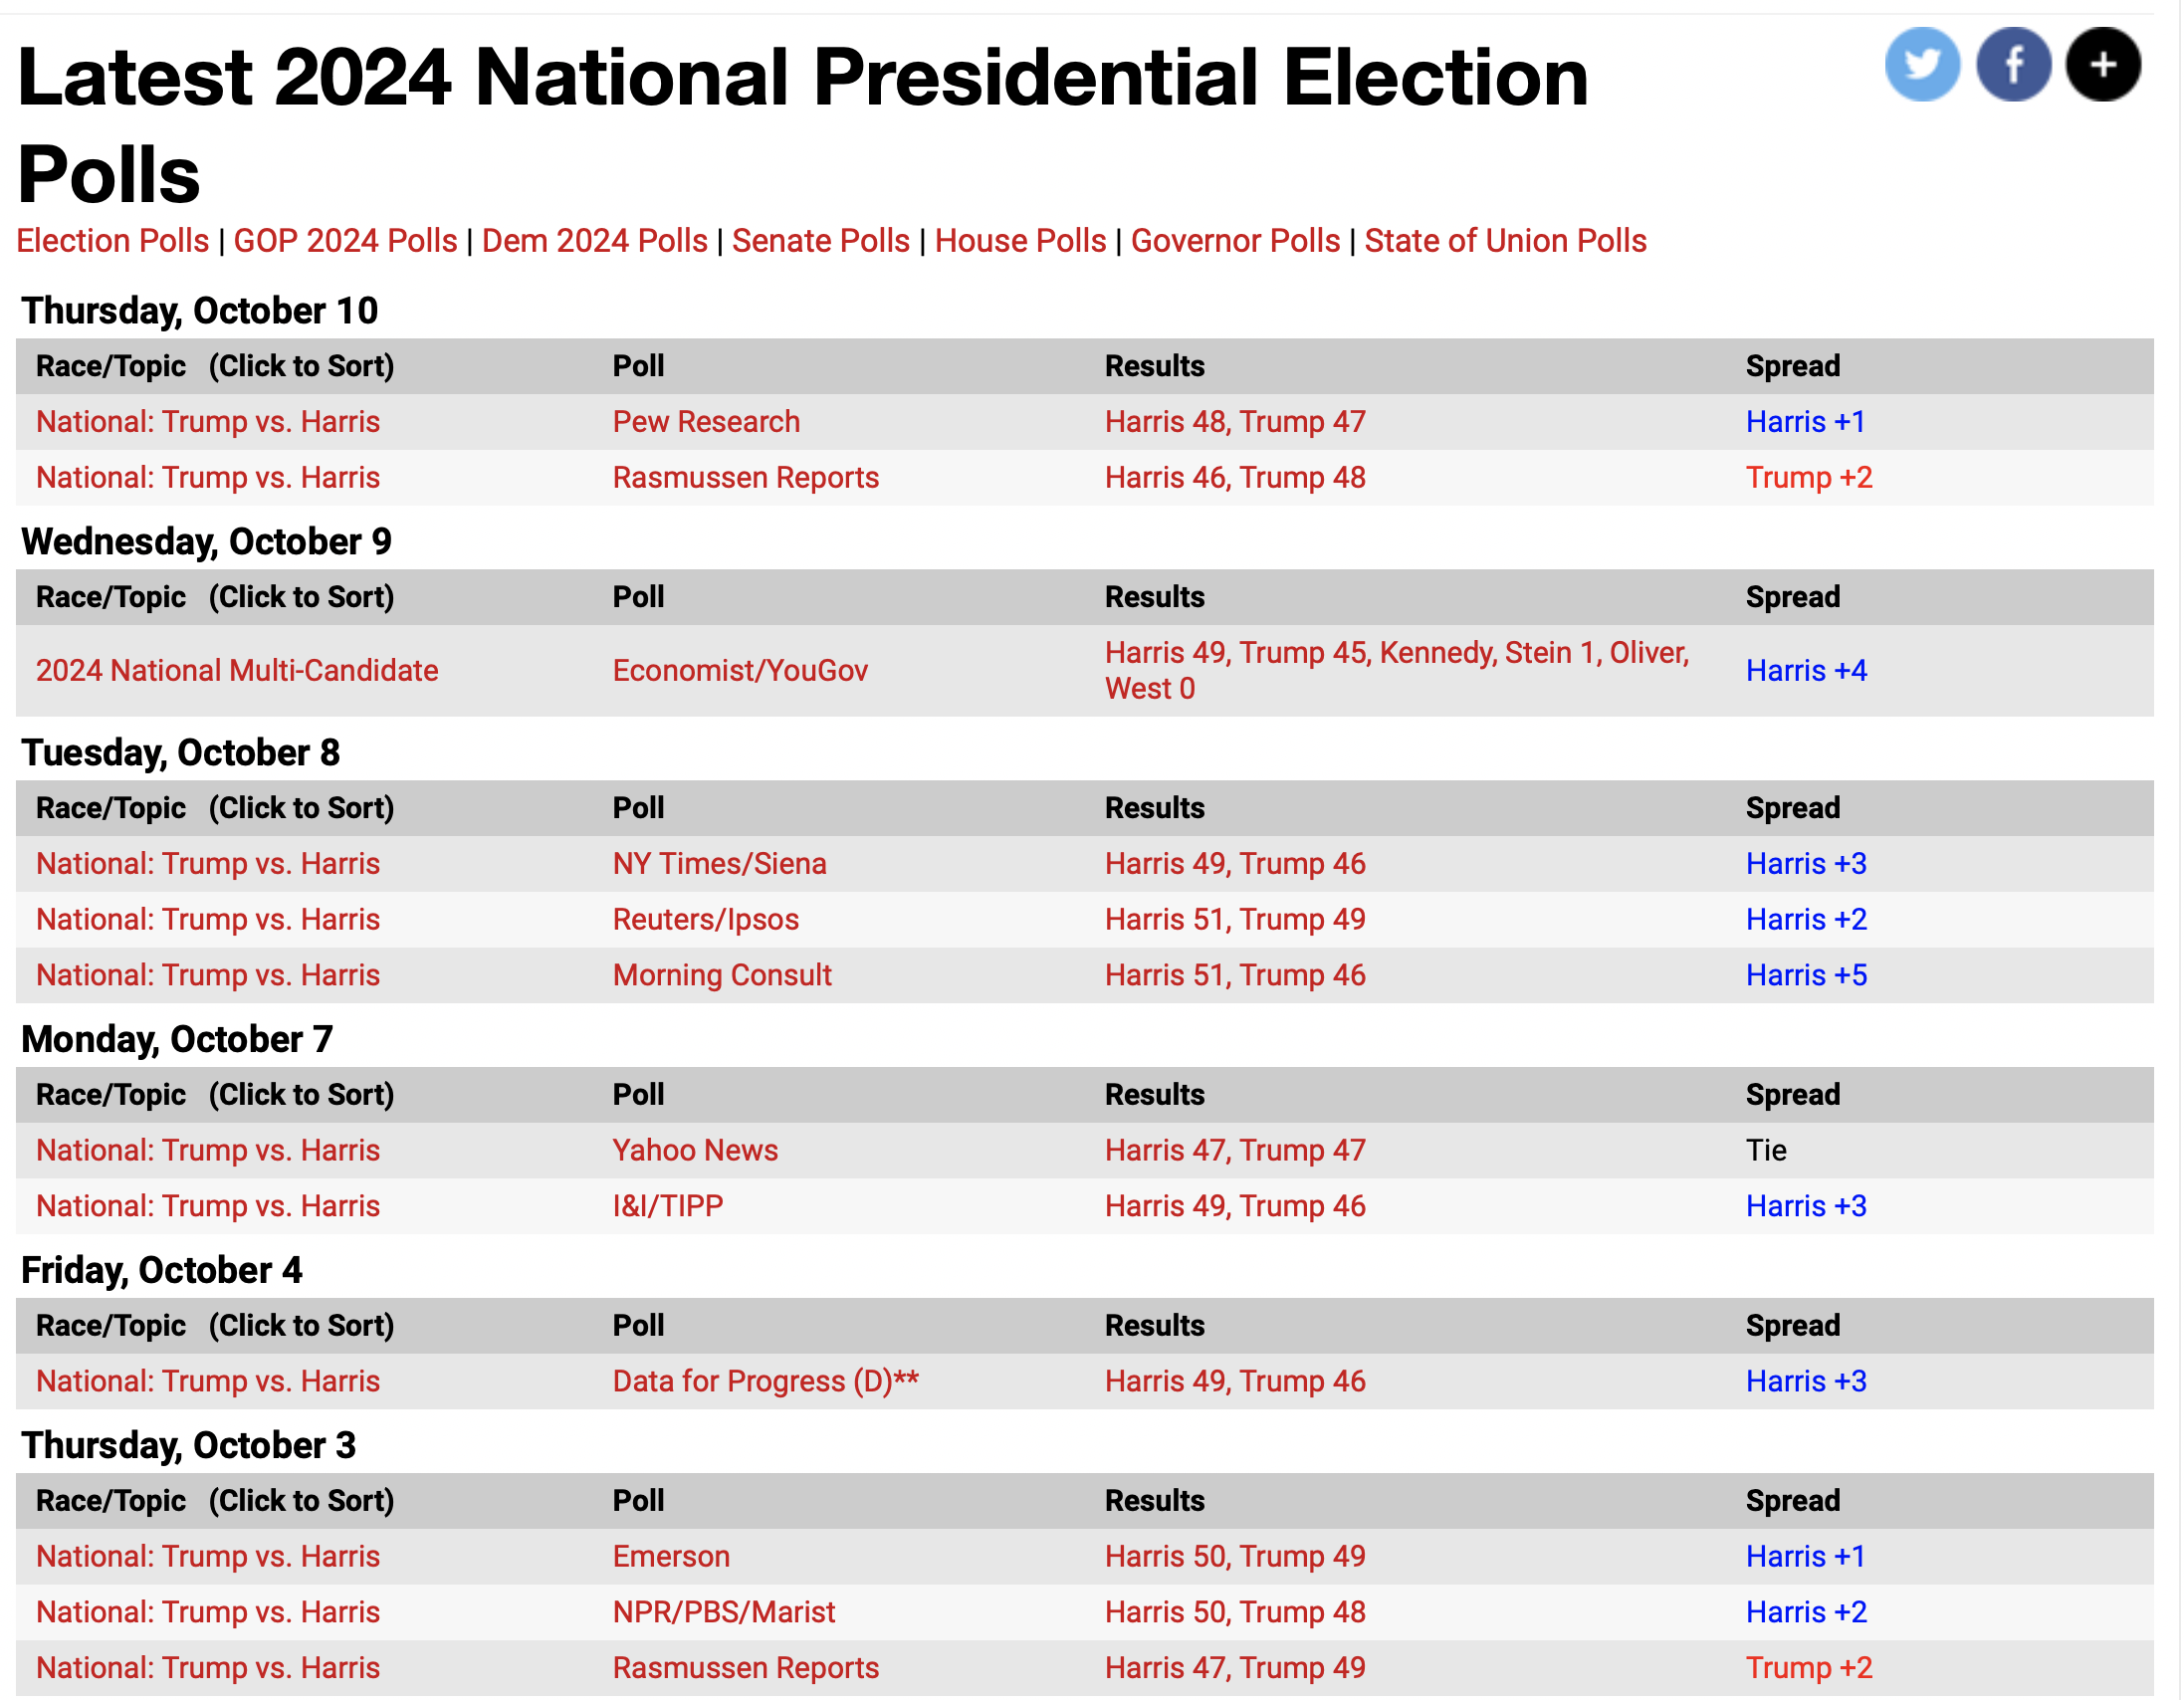 Latest 2024 National Presidential Election
Polls
Election Polls | GOP 2024 Polls | Dem 2024 Polls | Senate Polls | House Polls | Governor Polls | State of Union Polls
Thursday, October 10
Race/Topic (Click to Sort) Poll Results Spread
National: Trump vs. Harris Pew Research Harris 48, Trump 47 Harris +1
National: Trump vs. Harris Rasmussen Reports Harris 46, Trump 48 Trump +2
Wednesday, October 9
Race/Topic (Click to Sort) Poll Results Spread
2024 National Multi-Candidate Economist/YouGov Harris 49, Trump 45, Kennedy, Stein 1, Oliver,
West 0 Harris +4
Tuesday, October 8
Race/Topic (Click to Sort) Poll Results Spread
National: Trump vs. Harris NY Times/Siena Harris 49, Trump 46 Harris +3
National: Trump vs. Harris Reuters/Ipsos Harris 51, Trump 49 Harris +2
National: Trump vs. Harris Morning Consult Harris 51, Trump 46 Harris +5
Monday, October 7
Race/Topic (Click to Sort) Poll Results Spread
National: Trump vs. Harris Yahoo News Harris 47, Trump 47 Tie
National: Trump vs. Harris I&I/TIPP Harris 49, Trump 46 Harris +3
Friday, October 4
Race/Topic (Click to Sort) Poll Results Spread
National: Trump vs. Harris Data for Progress (D)** Harris 49, Trump 46 Harris +3
Thursday, October 3
Race/Topic (Click to Sort) Poll Results Spread
National: Trump vs. Harris Emerson Harris 50, Trump 49 Harris +1
National: Trump vs. Harris NPR/PBS/Marist Harris 50, Trump 48 Harris +2
National: Trump vs. Harris Rasmussen Reports Harris 47, Trump 49 Trump +2